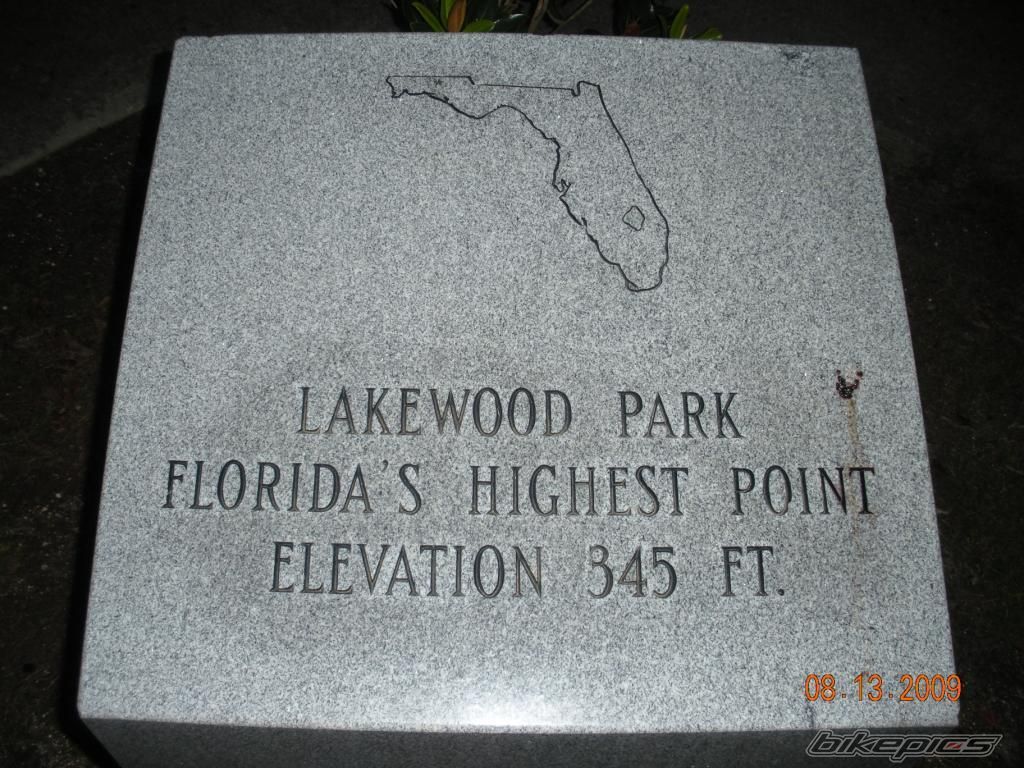 LAKEWOOD PARK
FLORIDA'S HIGHEST POINT
ELEVATION 345 FT.
08.13.2009
bikepics